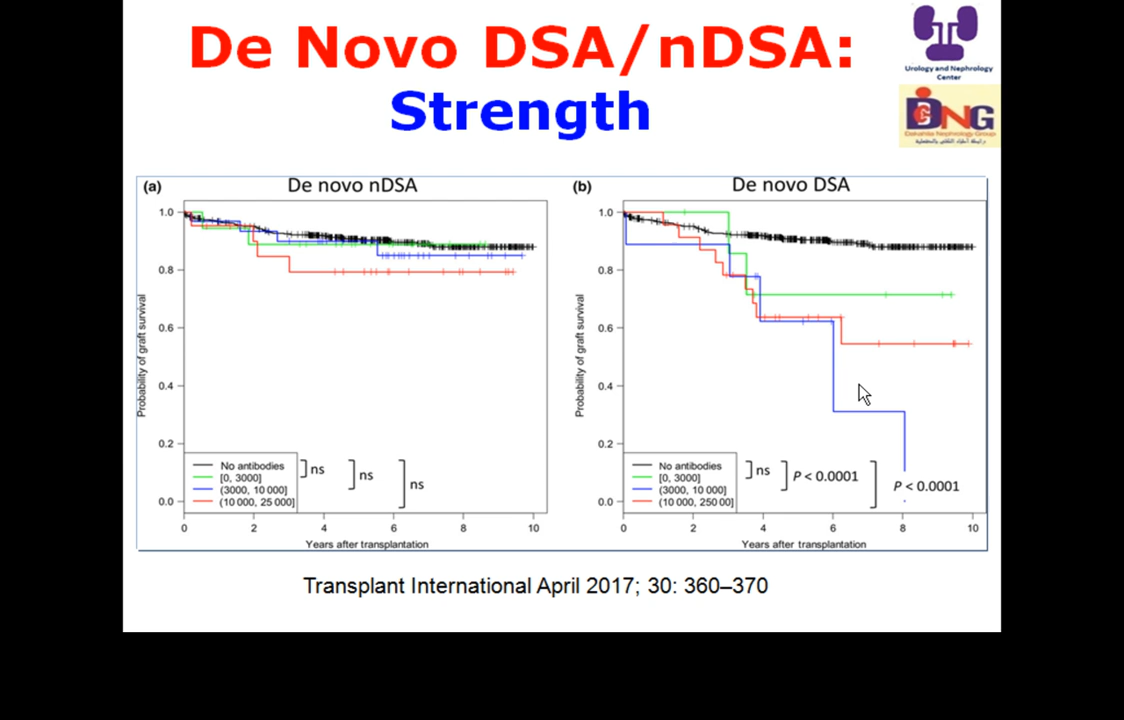 De Novo DSA/nDSA:
Strength
Urology and Nephrology
Center
DNG
Dakahlia Nephrology Group
(a)
De novo nDSA
Probability of graft survival
1.0
0.8
0.6
0.4
0.2
0.0
No antibodies
[0, 3000]
(3000, 10 000]
(10 000, 25 000]
ns
ns
ns
0 2 4 6 8 10
Years after transplantation
(b)
De novo DSA
Probability of graft survival
1.0
0.8
0.6
0.4
0.2
0.0
No antibodies
[0, 3000]
(3000, 10 000]
(10 000, 250 00]
ns
P < 0.0001
P < 0.0001
0 2 4 6 8 10
Years after transplantation
Transplant International April 2017; 30: 360–370